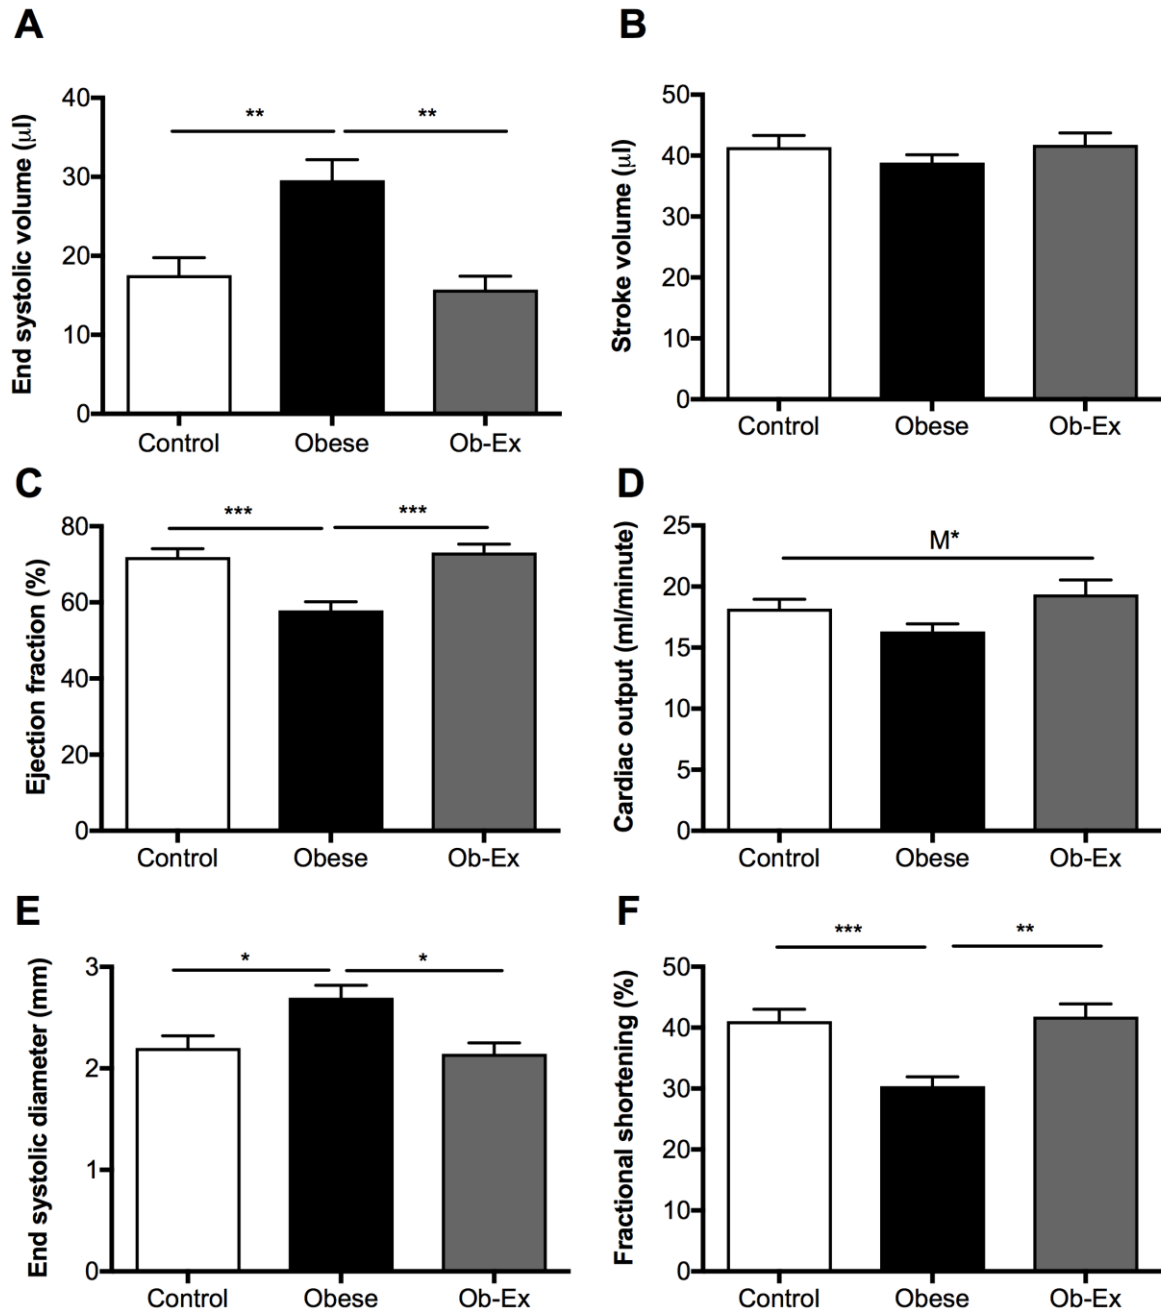 A
End systolic volume (μl)
40
30
20
10
0
** **
Control Obese Ob-Ex
B
Stroke volume (μl)
50
40
30
20
10
0
Control Obese Ob-Ex
C
Ejection fraction (%)
80
60
40
20
0
*** ***
Control Obese Ob-Ex
D
Cardiac output (ml/minute)
25
20
15
10
5
0
M*
Control Obese Ob-Ex
E
End systolic diameter (mm)
3
2
1
0
* *
Control Obese Ob-Ex
F
Fractional shortening (%)
50
40
30
20
10
0
*** **
Control Obese Ob-Ex